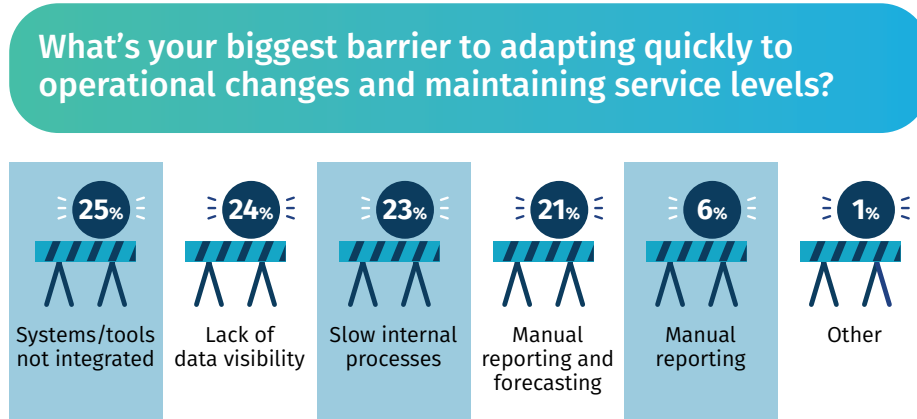 What’s your biggest barrier to adapting quickly to
operational changes and maintaining service levels?
25%
Systems/tools
not integrated
24%
Lack of
data visibility
23%
Slow internal
processes
21%
Manual
reporting and
forecasting
6%
Manual
reporting
1%
Other